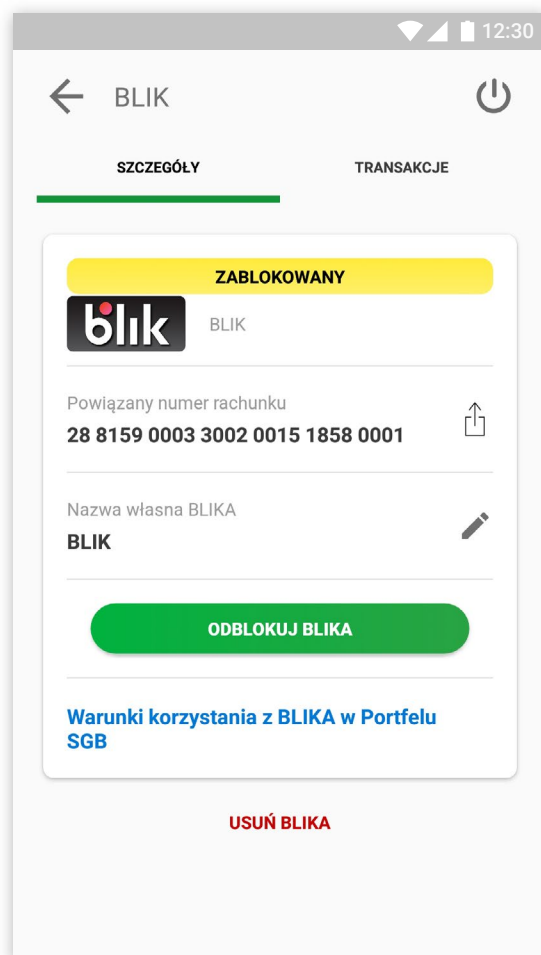 12:30
BLIK
SZCZEGÓŁY
TRANSAKCJE
ZABLOKOWANY
blik
BLIK
Powiązany numer rachunku
28 8159 0003 3002 0015 1858 0001
Nazwa własna BLIKA
BLIK
ODBLOKUJ BLIKA
Warunki korzystania z BLIKA w Portfelu
SGB
USUŃ BLIKA